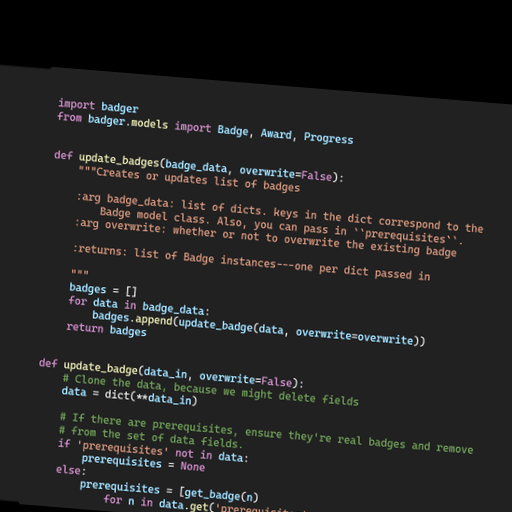 import badger
from badger.models import Badge, Award, Progress
def update_badges(badge_data, overwrite=False):
"""Creates or updates list of badges
:arg badge_data: list of dicts. keys in the dict correspond to the
Badge model class. Also, you can pass in ``prerequisites``.
:arg overwrite: whether or not to overwrite the existing badge
:returns: list of Badge instances---one per dict passed in
"""
badges = []
for data in badge_data:
badges.append(update_badge(data, overwrite=overwrite))
return badges
def update_badge(data_in, overwrite=False):
# Clone the data, because we might delete fields
data = dict(**data_in)
# If there are prerequisites, ensure they're real badges and remove
# from the set of data fields.
if 'prerequisites' not in data:
prerequisites = None
else:
prerequisites = [get_badge(n)
for n in data.get(